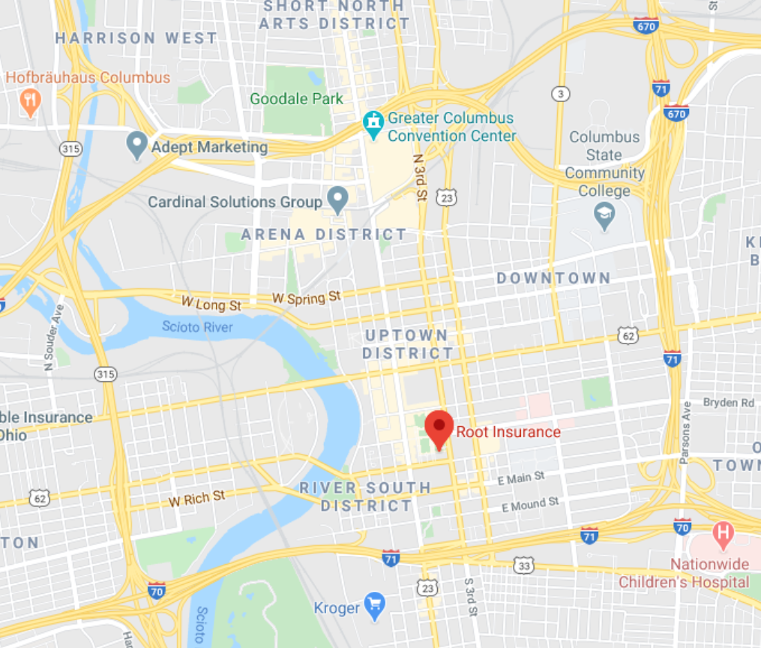 SHORT NORTH
ARTS DISTRICT
HARRISON WEST
670
Hofbräuhaus Columbus
71
Goodale Park
3
670
Greater Columbus
Convention Center
315
Adept Marketing
Columbus
State
Community
College
N 3rd St
23
Cardinal Solutions Group
ARENA DISTRICT
DOWNTOWN
W Long St
W Spring St
Scioto River
N Souder Ave
UPTOWN
DISTRICT
62
71
315
Bryden Rd
Parsons Ave
ble Insurance
Ohio
Root Insurance
TOWN
62
W Rich St
RIVER SOUTH
DISTRICT
E Main St
E Mound St
TON
71
71
70
33
Nationwide
Children's Hospital
70
23
S 3rd St
Kroger
Scioto
Har
St
K
B
O